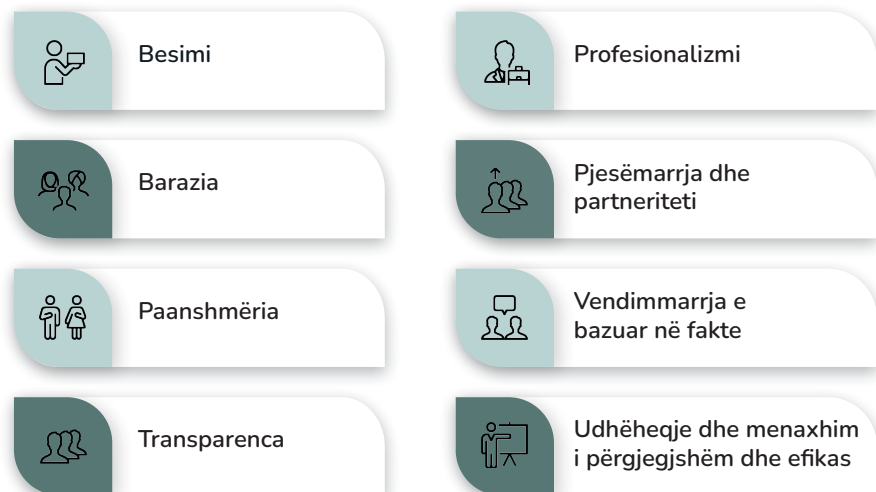 Besimi
Barazia
Paanshmëria
Transparenca
Profesionalizmi
Pjesëmarrja dhe
partneriteti
Vendimmarrja e
bazuar në fakte
Udhëheqje dhe menaxhim
i përgjegjshëm dhe efikas